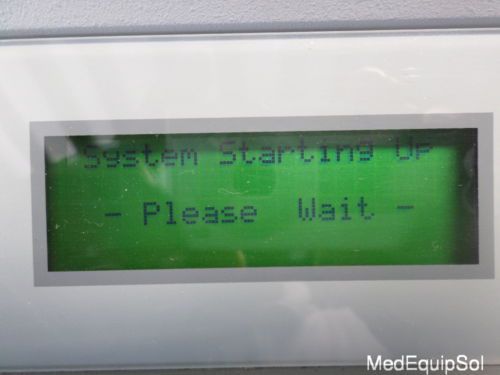 System Starting Up
- Please Wait -
MedEquipSol